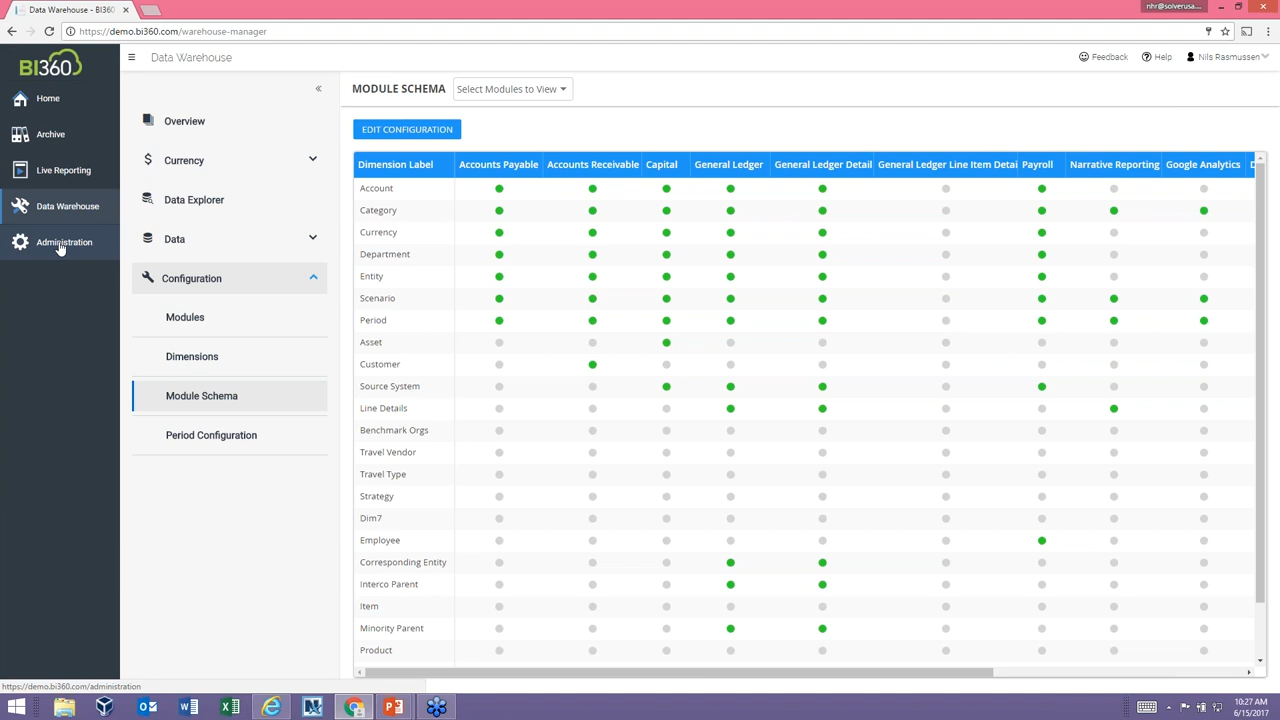 Data Warehouse - BI360
nhr@solverusa....
https://demo.bi360.com/warehouse-manager
BI360
Home
Archive
Live Reporting
Data Warehouse
Administration
Data Warehouse
Feedback
Help
Nils Rasmussen
Overview
Currency
Data Explorer
Data
Configuration
Modules
Dimensions
Module Schema
Period Configuration
MODULE SCHEMA
Select Modules to View
EDIT CONFIGURATION
Dimension Label Accounts Payable Accounts Receivable Capital General Ledger General Ledger Detail General Ledger Line Item Detai Payroll Narrative Reporting Google Analytics
Account
Category
Currency
Department
Entity
Scenario
Period
Asset
Customer
Source System
Line Details
Benchmark Orgs
Travel Vendor
Travel Type
Strategy
Dim7
Employee
Corresponding Entity
Interco Parent
Item
Minority Parent
Product
https://demo.bi360.com/administration
10:27 AM
6/15/2017